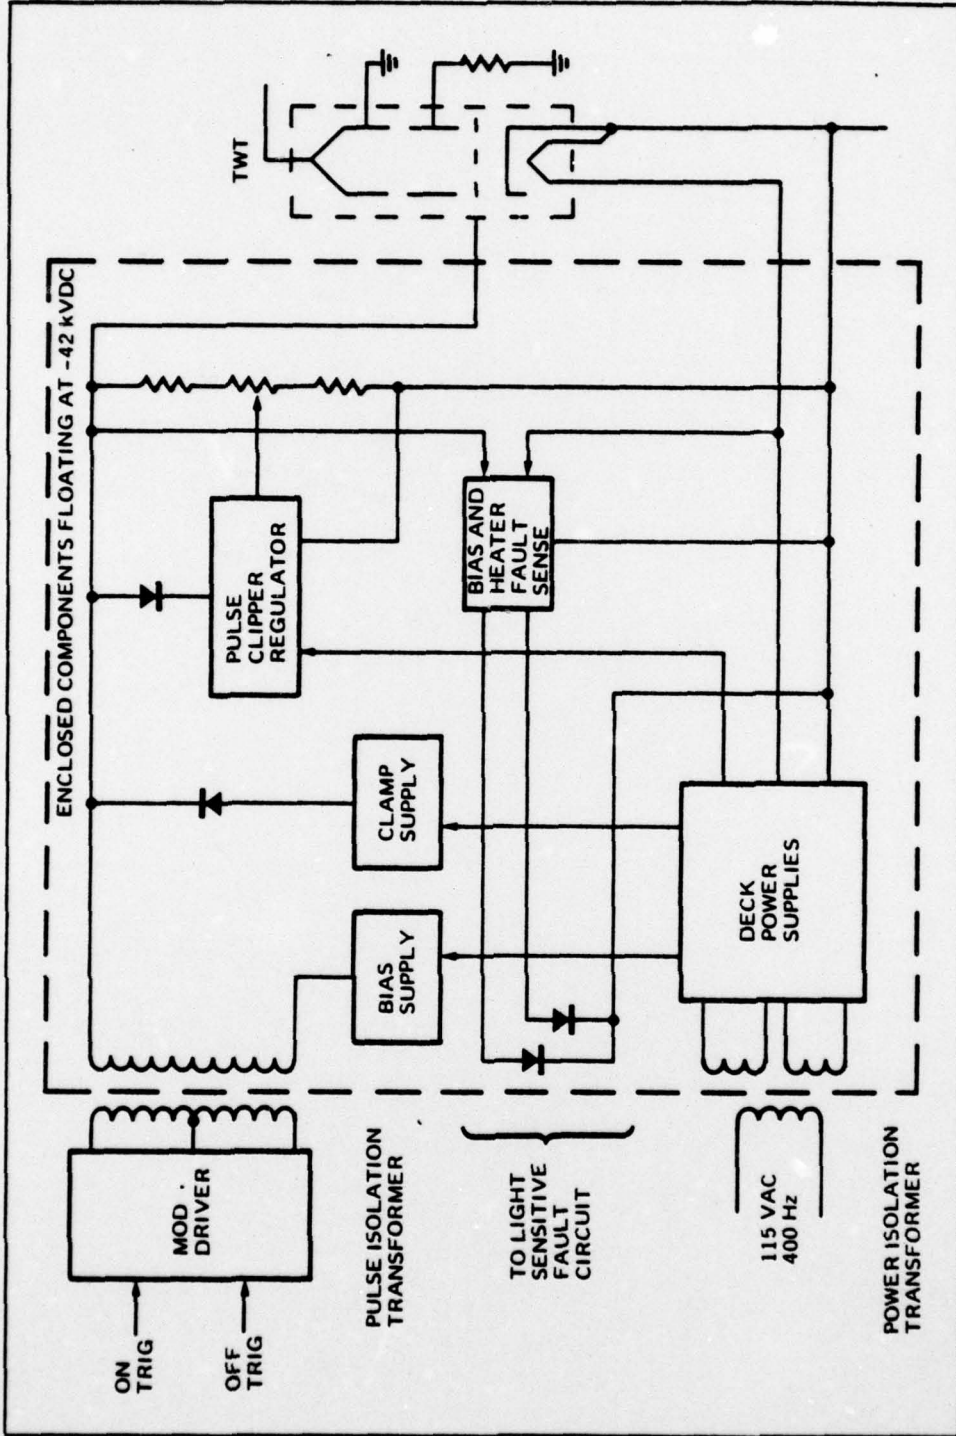 ENCLOSED COMPONENTS FLOATING AT -42 kVDC
TWT
ON
TRIG
OFF
TRIG
MOD
DRIVER
PULSE ISOLATION
TRANSFORMER
PULSE
CLIPPER
REGULATOR
CLAMP
SUPPLY
BIAS
SUPPLY
BIAS AND
HEATER
FAULT
SENSE
TO LIGHT
SENSITIVE
FAULT
CIRCUIT
DECK
POWER
SUPPLIES
115 VAC
400 Hz
POWER ISOLATION
TRANSFORMER